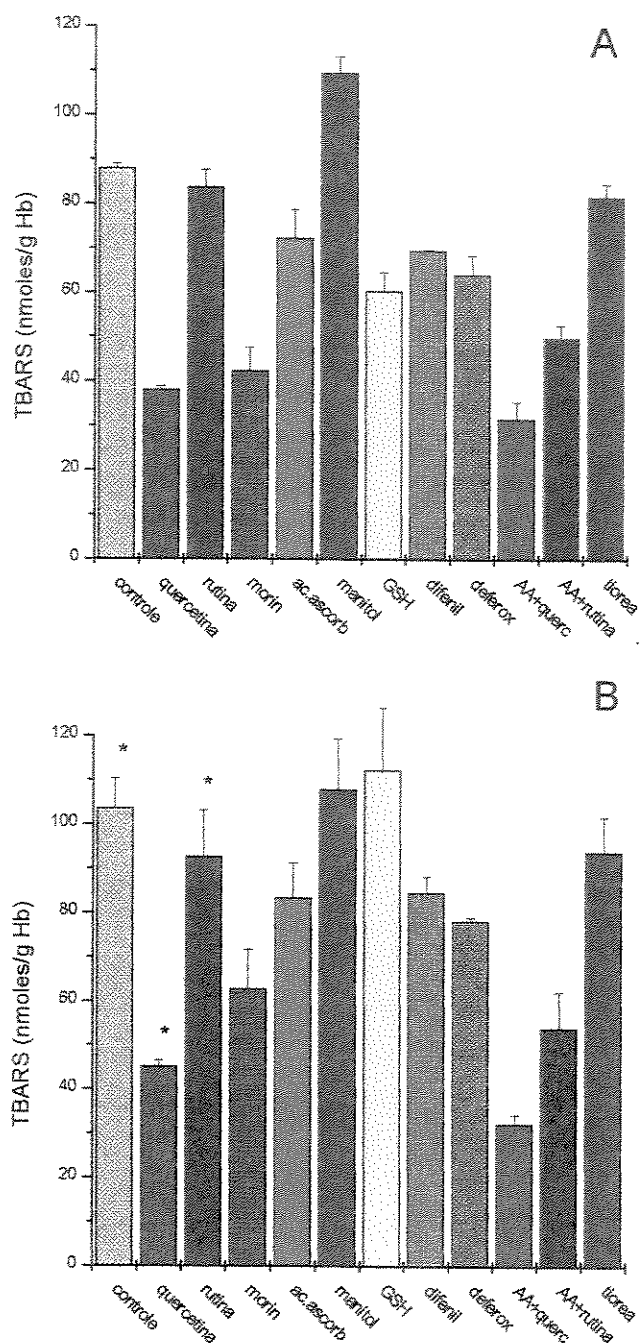 A
120
100
80
60
40
20
0
TBARS (nmoles/g Hb)
controle
quercetina
rutina
morin
ac.ascorb
manitol
GSH
difenil
deferox
AA+querc
AA+rutina
tiorea
B
120
100
80
60
40
20
0
TBARS (nmoles/g Hb)
*
*
*
controle
quercetina
rutina
morin
ac.ascorb
manitol
GSH
difenil
deferox
AA+querc
AA+rutina
tiorea